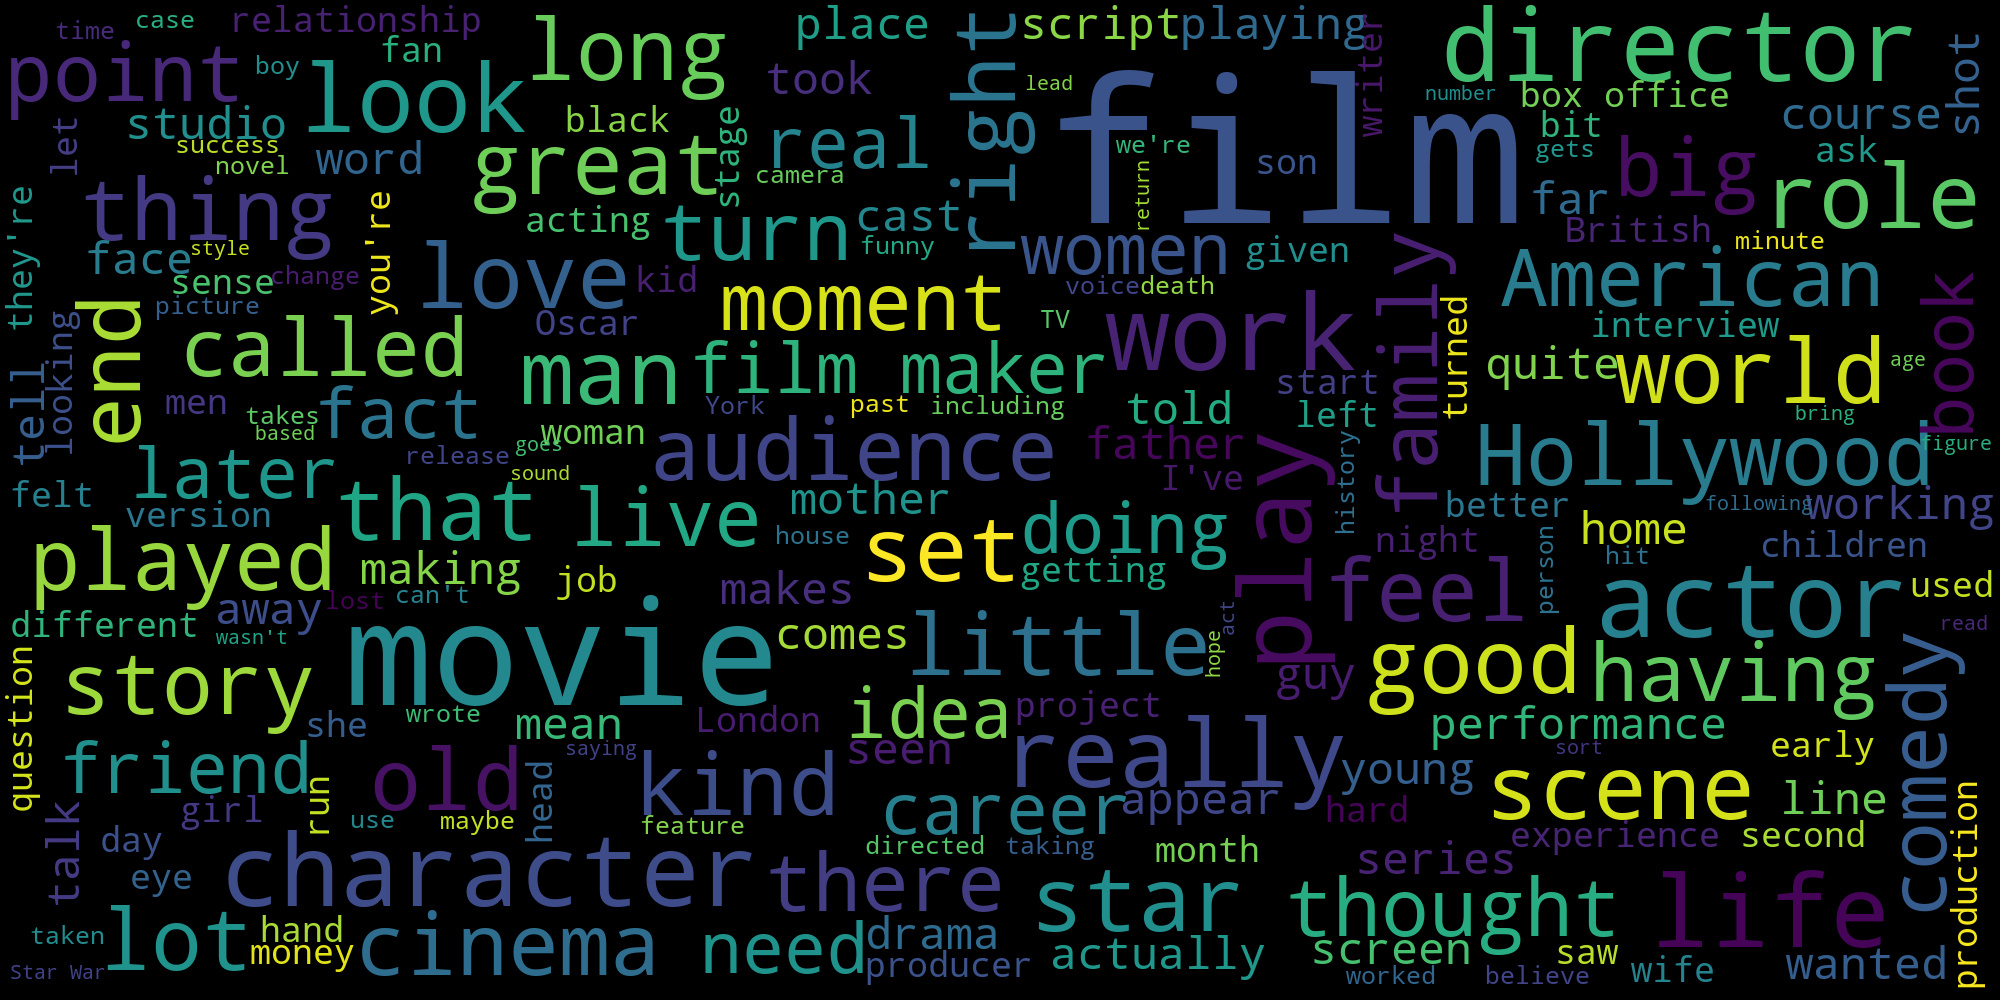 time
case
relationship
place
script
playing
director
point
fan
long
look
boy
took
right
lead
film
writer
number
box office
shot
studio
black
stage
real
course
let
success
novel
word
great
camera
we're
return
son
bit
gets
big
ask
far
role
thing
you're
they're
acting
turn
cast
funny
women
given
family
British
minute
face
style
sense
change
love
kid
voice
death
American
book
picture
Oscar
moment
TV
work
turned
interview
end
called
looking
tell
man
film maker
start
quite
world
age
men
takes
based
fact
York
past
including
told
left
bring
woman
goes
audience
father
play
history
Hollywood
figure
later
release
sound
I've
felt
version
that
live
mother
house
set
doing
better
following
working
played
making
job
getting
night
home
hit
children
person
makes
feel
actor
used
different
away
lost
can't
wasn't
movie
comes
little
act
hope
guy
good
having
read
comedy
story
question
she
wrote
mean
London
idea
project
performance
sort
early
friend
saying
seen
really
old
kind
head
young
scene
line
girl
run
use
maybe
feature
career
appear
hard
talk
day
directed
taking
month
experience
second
production
eye
character
there
series
star
thought
life
taken
lot
hand
money
cinema
need
drama
producer
actually
screen
saw
Star War
worked
believe
wife
wanted